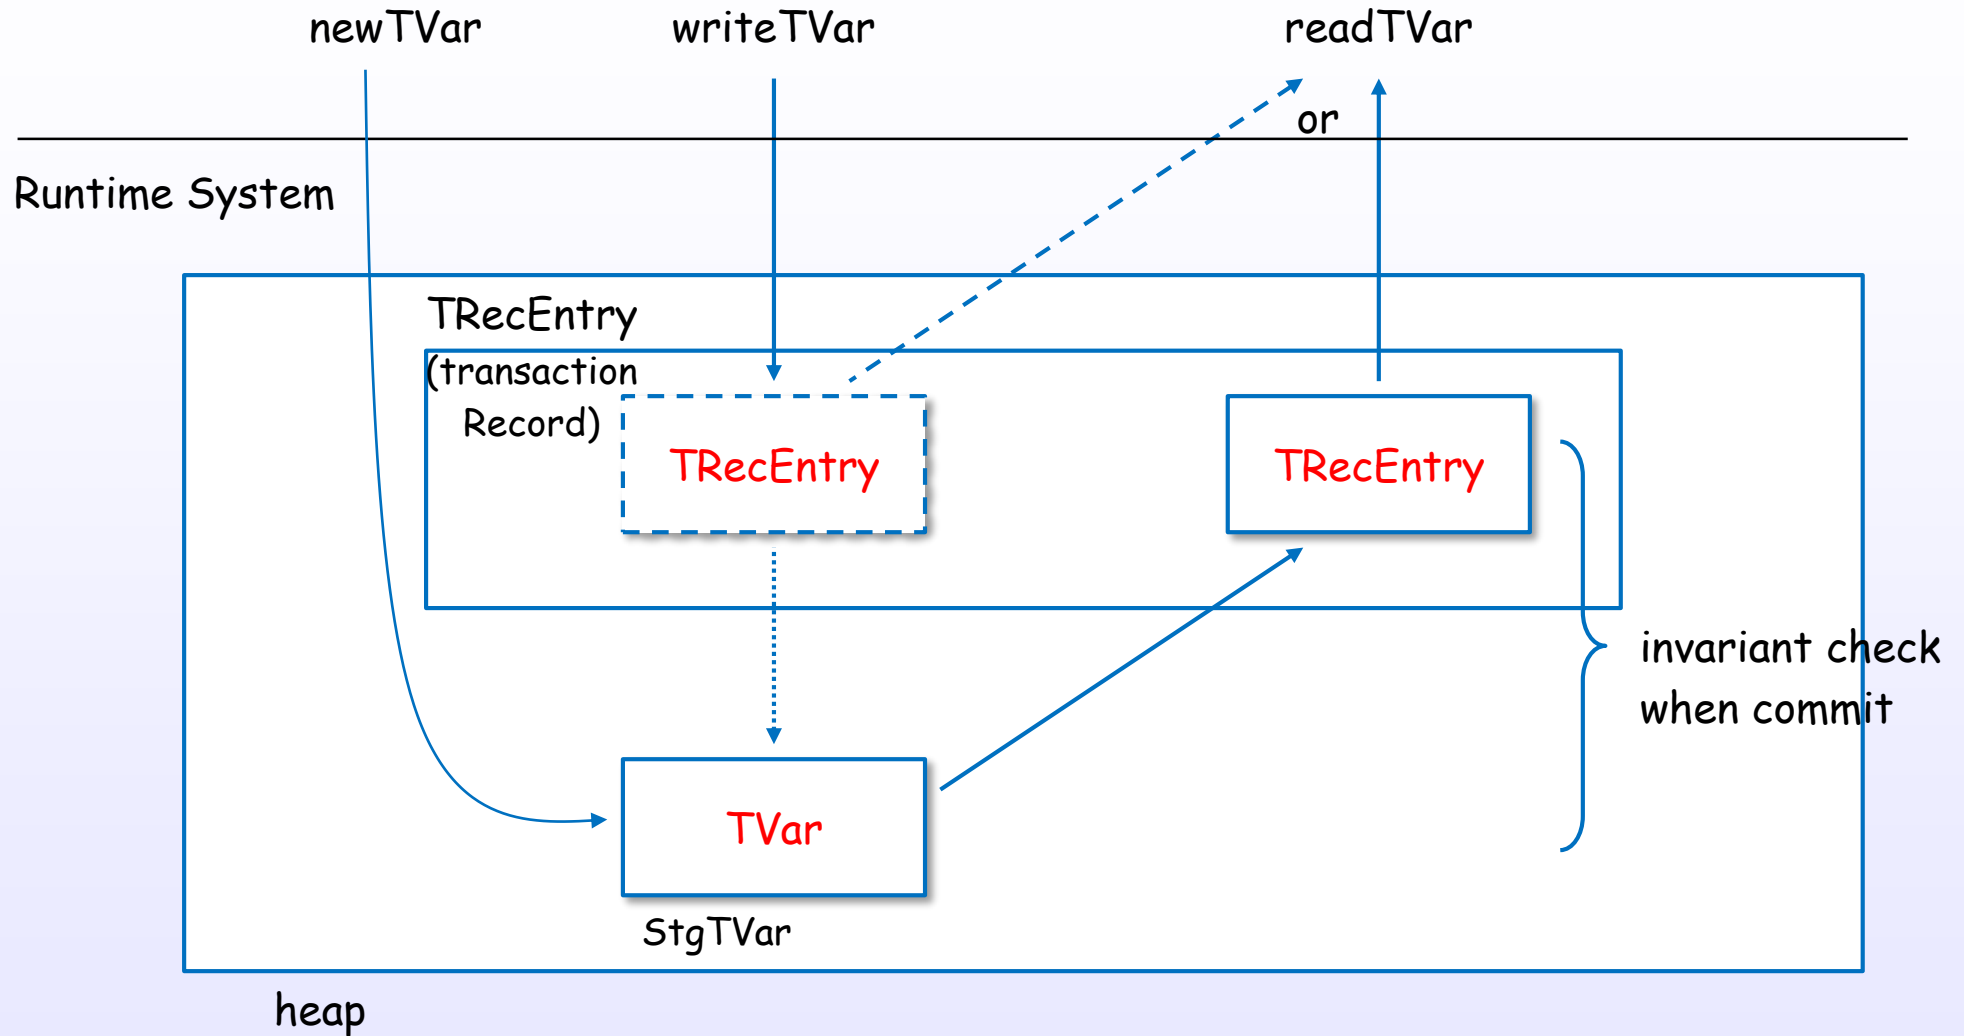 newTVar
writeTVar
readTVar
or
Runtime System
TRecEntry
(transaction
Record)
TRecEntry
TRecEntry
invariant check
when commit
TVar
StgTVar
heap